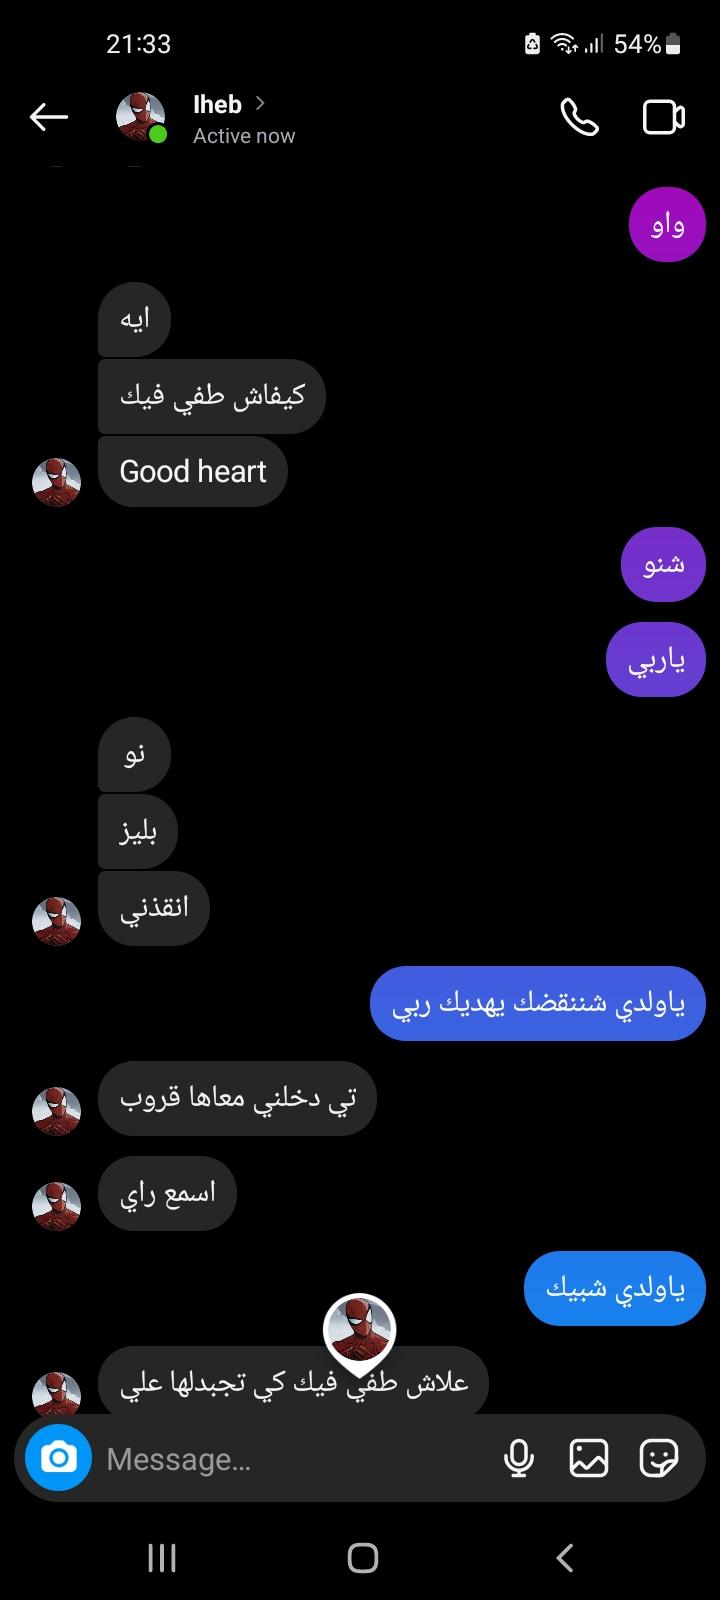 21:33
54%
Iheb
Active now
واو
ايه
كيفاش طفي فيك
Good heart
شنو
ياربي
نو
بليز
انقذني
ياولدي شننقضك يهديك ربي
تي دخلني معاها قروب
اسمع راي
ياولدي شبيك
علاش طفي فيك كي تجبدلها علي
Message...